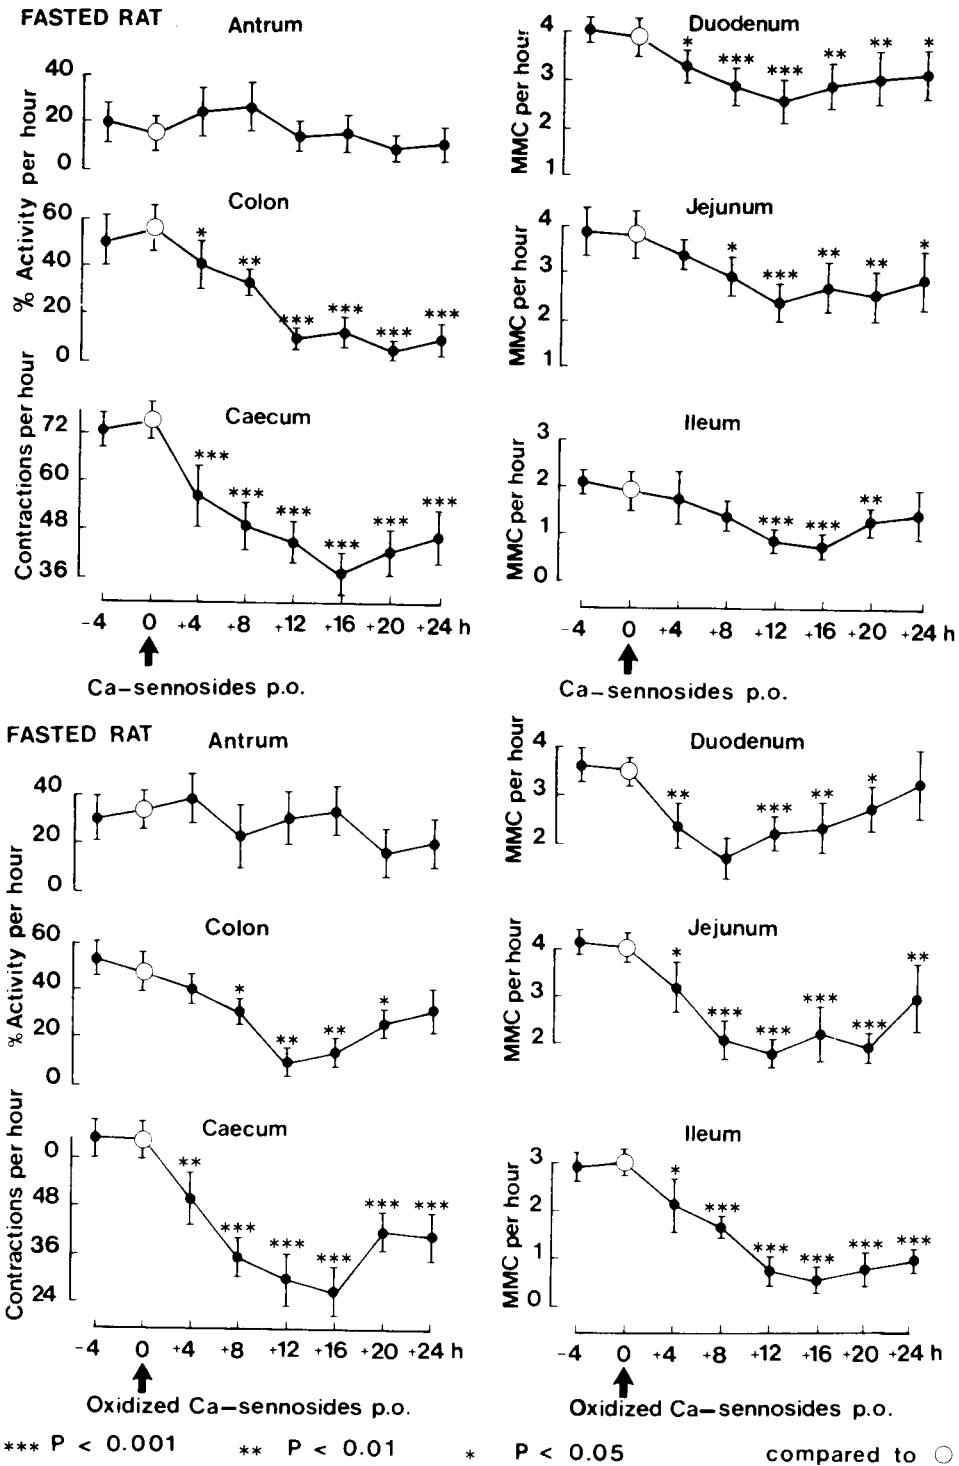 FASTED RAT
Antrum
% Activity per hour
40
20
0
Colon
60
40
20
0
*
**
***
***
***
***
Caecum
Contractions per hour
72
60
48
36
***
***
***
***
***
***
-4 0 +4 +8 +12 +16 +20 +24 h
Ca-sennosides p.o.
Duodenum
MMC per hour
4
3
2
1
*
***
***
**
**
*
Jejunum
MMC per hour
4
3
2
1
*
***
**
**
*
Ileum
MMC per hour
3
2
1
0
***
***
**
-4 0 +4 +8 +12 +16 +20 +24 h
Ca-sennosides p.o.
FASTED RAT
Antrum
% Activity per hour
40
20
0
Colon
60
40
20
0
*
**
**
*
Caecum
Contractions per hour
0
48
36
24
**
***
***
***
***
***
-4 0 +4 +8 +12 +16 +20 +24 h
Oxidized Ca-sennosides p.o.
Duodenum
MMC per hour
4
3
2
**
***
**
*
Jejunum
MMC per hour
4
3
2
*
***
***
***
***
**
Ileum
MMC per hour
3
2
1
0
*
***
***
***
***
***
-4 0 +4 +8 +12 +16 +20 +24 h
Oxidized Ca-sennosides p.o.
*** P < 0.001 ** P < 0.01 * P < 0.05 compared to ○